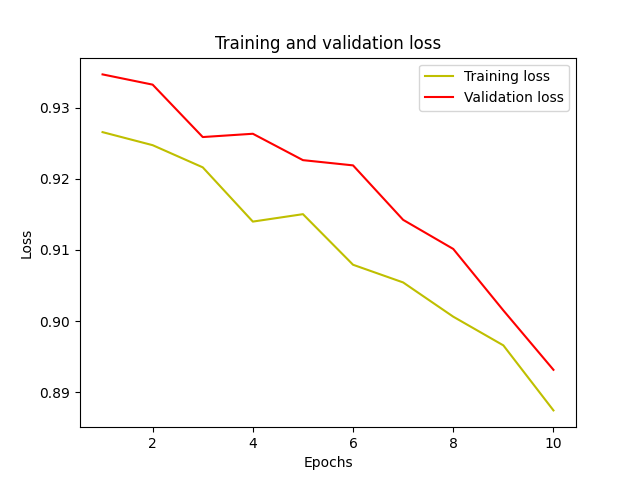 Training and validation loss
Training loss
Validation loss
0.93
0.92
0.91
0.90
0.89
Loss
2 4 6 8 10
Epochs